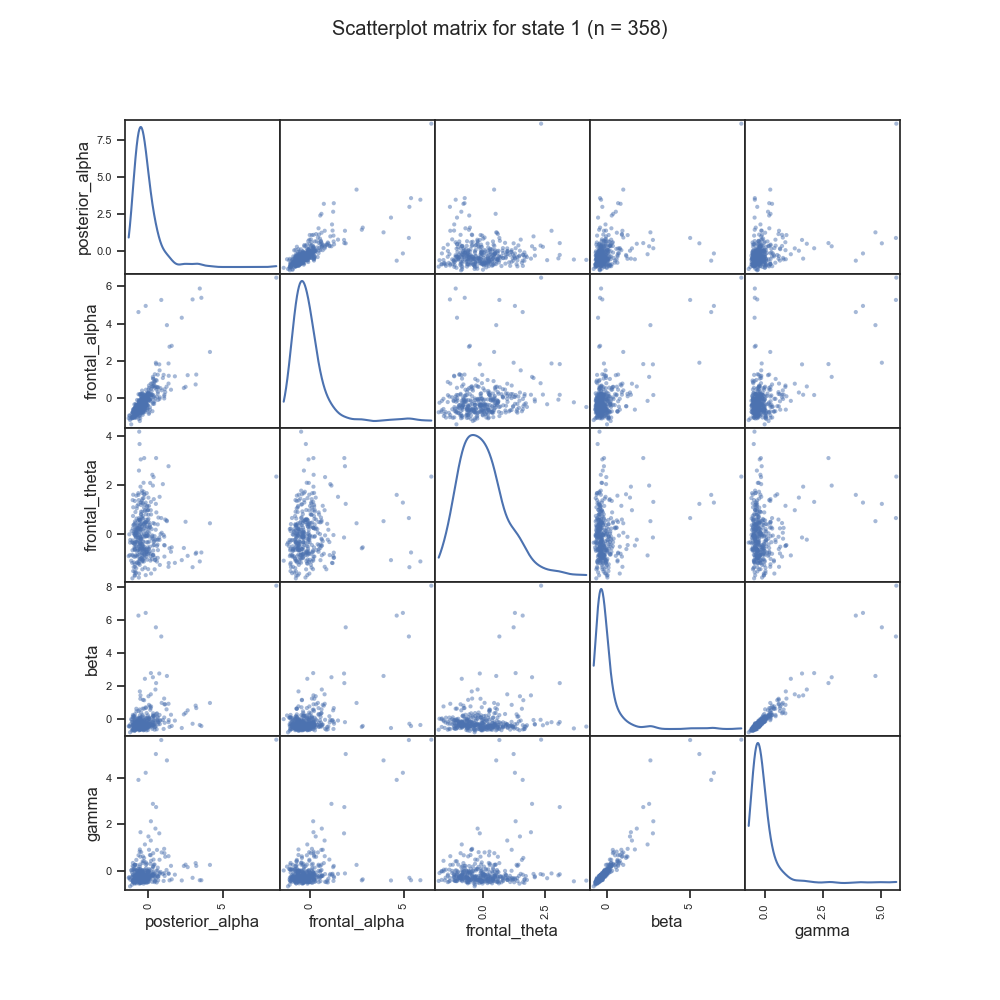 Scatterplot matrix for state 1 (n = 358)
posterior_alpha
7.5
5.0
2.5
0.0
frontal_alpha
6
4
2
0
frontal_theta
4
2
0
beta
8
6
4
2
0
gamma
4
2
0
0 5 0 5 0.0 2.5 0 5 0.0 2.5 5.0
posterior_alpha frontal_alpha frontal_theta beta gamma